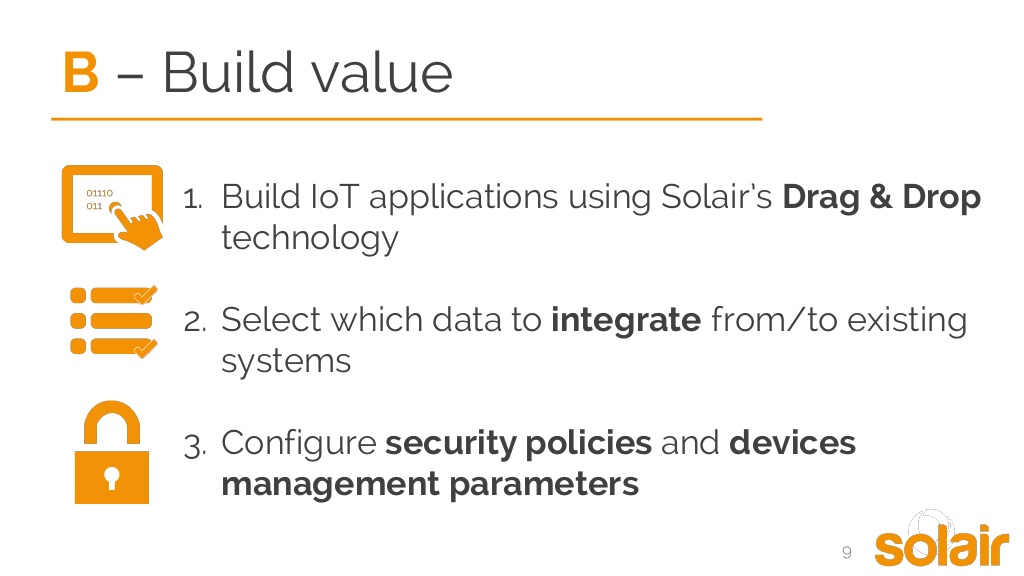 B – Build value
01110
011
1. Build IoT applications using Solair's Drag & Drop
technology
2. Select which data to integrate from/to existing
systems
3. Configure security policies and devices
management parameters
9
solair